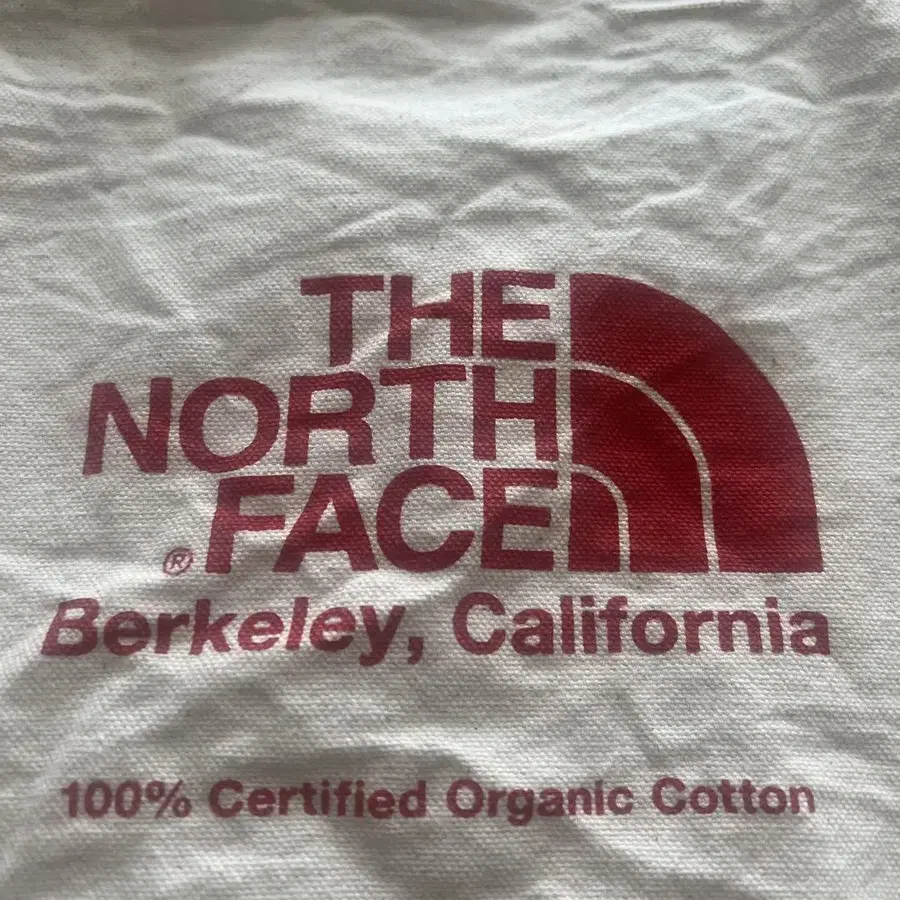 THE
NORTH
® FACE
Berkeley, California
100% Certified Organic Cotton